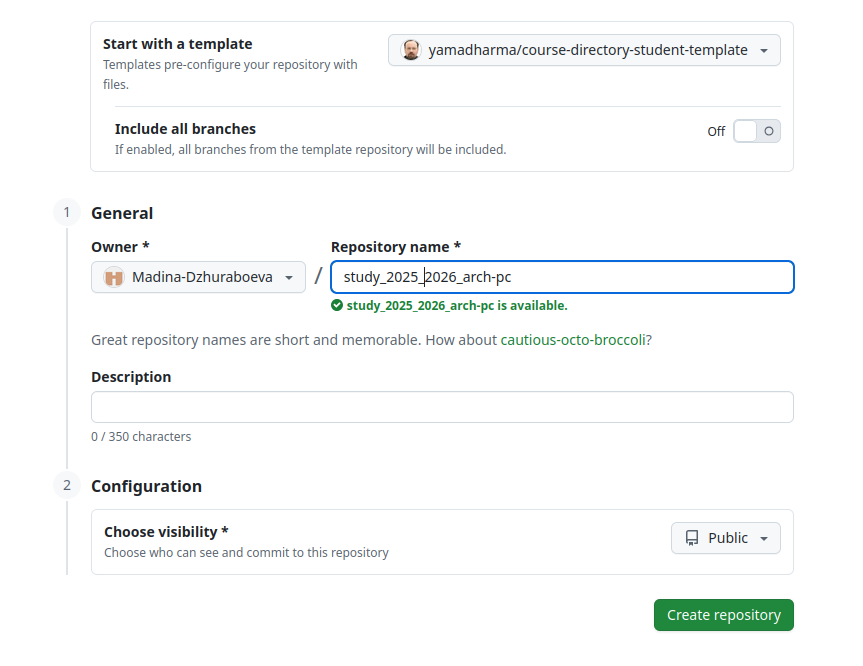 Start with a template
Templates pre-configure your repository with
files.
yamadharma/course-directory-student-template
Include all branches
If enabled, all branches from the template repository will be included.
Off
1
General
Owner *
Repository name *
Madina-Dzhuraboeva
/
study_2025_2026_arch-pc
study_2025_2026_arch-pc is available.
Great repository names are short and memorable. How about cautious-octo-broccoli?
Description
0 / 350 characters
2
Configuration
Choose visibility *
Choose who can see and commit to this repository
Public
Create repository